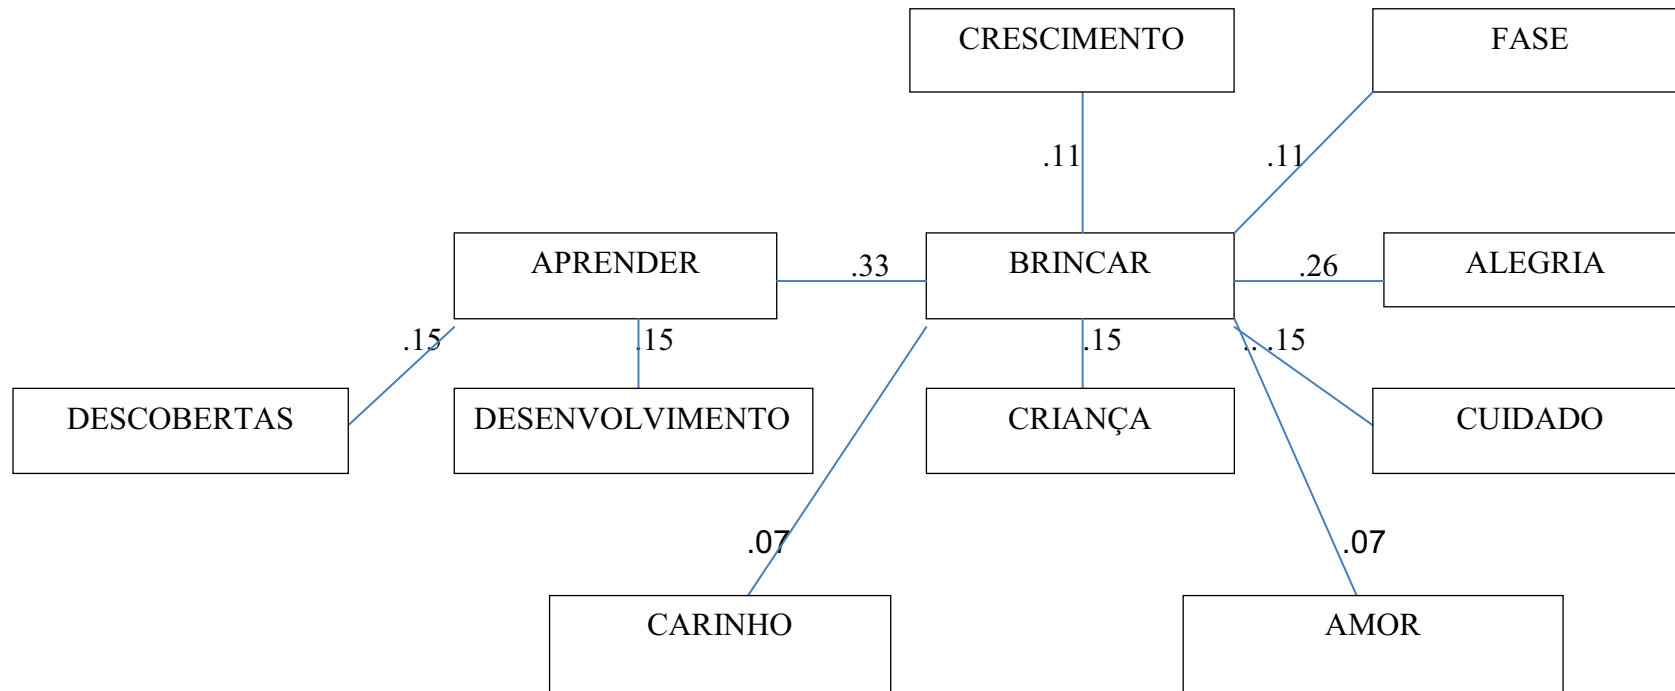 CRESCIMENTO
FASE
.11
.11
APRENDER
.33
BRINCAR
.26
ALEGRIA
.15
.15
.15
.. .15
DESCOBERTAS
DESENVOLVIMENTO
CRIANÇA
CUIDADO
.07
.07
CARINHO
AMOR